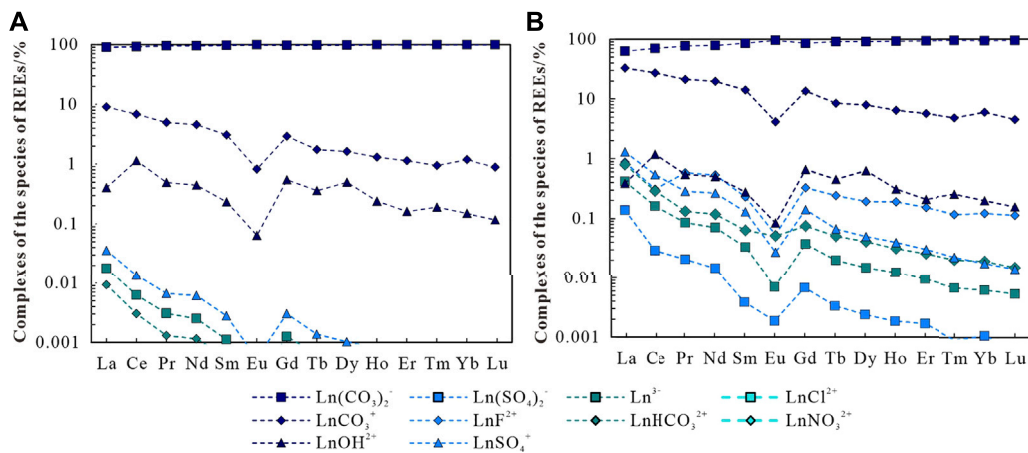 A
B
Complexes of the species of REEs/%
100
10
1
0.1
0.01
0.001
La Ce Pr Nd Sm Eu Gd Tb Dy Ho Er Tm Yb Lu
Complexes of the species of REEs/%
100
10
1
0.1
0.01
0.001
La Ce Pr Nd Sm Eu Gd Tb Dy Ho Er Tm Yb Lu
Ln(CO₃)₂⁻ Ln(SO₄)₂⁻ Ln³⁻ LnCl²⁺
LnCO₃⁺ LnF²⁺ LnHCO₃²⁺ LnNO₃²⁺
LnOH²⁺ LnSO₄⁺